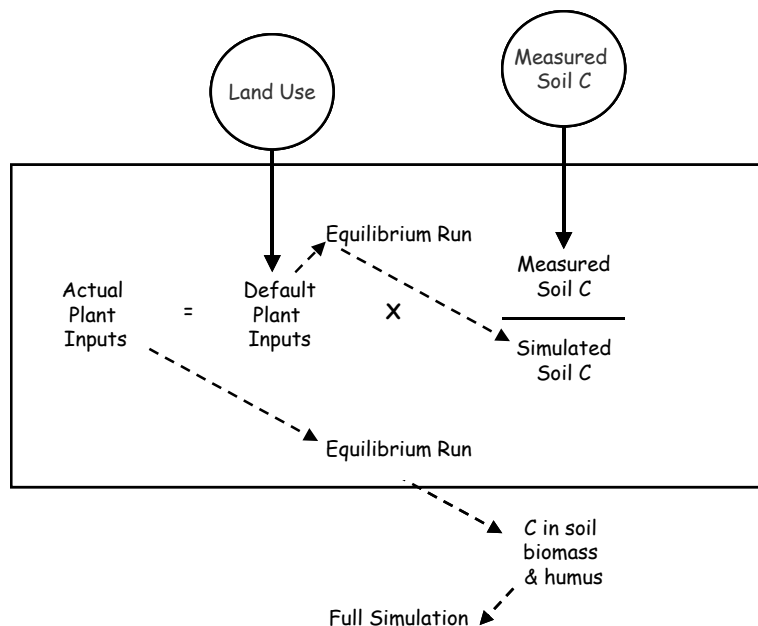 Land Use
Measured
Soil C
Equilibrium Run
Actual
Plant
Inputs
=
Default
Plant
Inputs
x
Measured
Soil C
Simulated
Soil C
Equilibrium Run
C in soil
biomass
& humus
Full Simulation